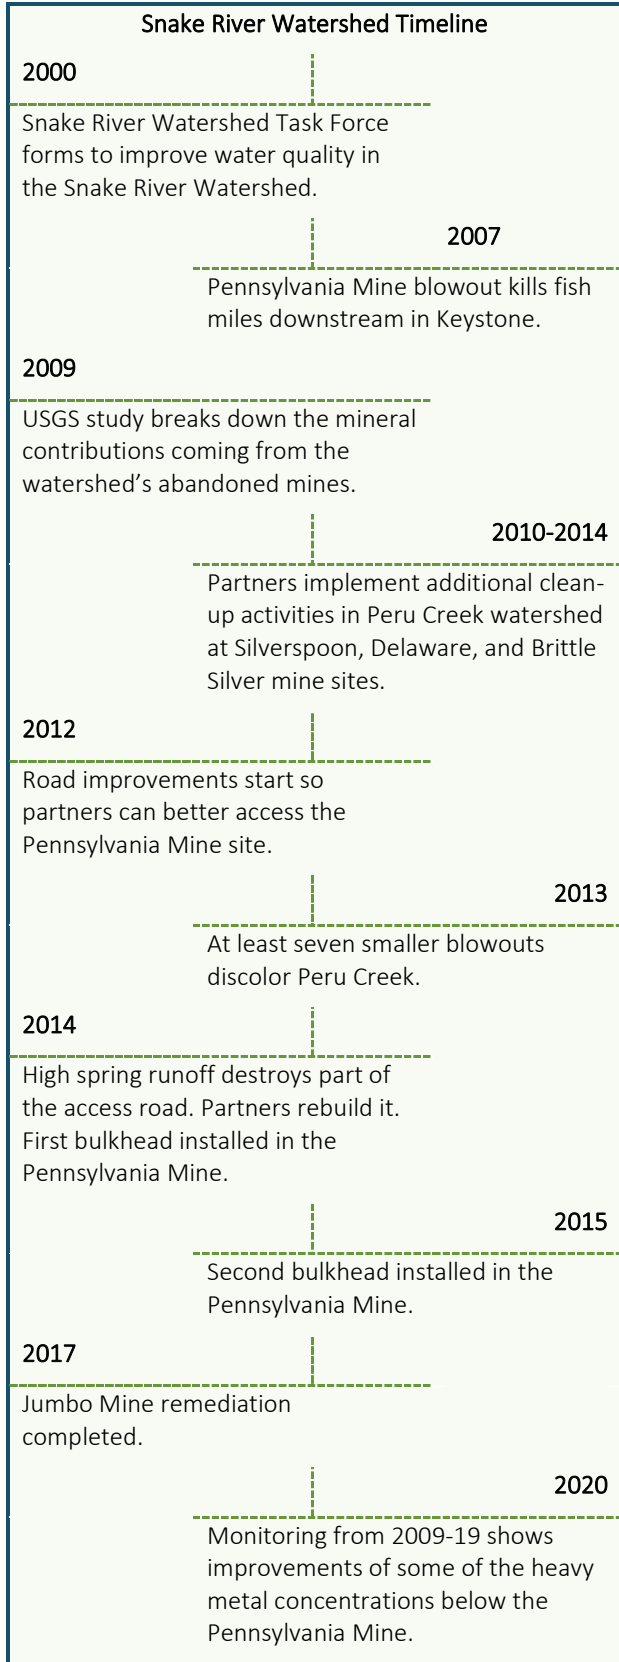 Snake River Watershed Timeline
2000
Snake River Watershed Task Force
forms to improve water quality in
the Snake River Watershed.
2007
Pennsylvania Mine blowout kills fish
miles downstream in Keystone.
2009
USGS study breaks down the mineral
contributions coming from the
watershed's abandoned mines.
2010-2014
Partners implement additional clean-
up activities in Peru Creek watershed
at Silverspoon, Delaware, and Brittle
Silver mine sites.
2012
Road improvements start so
partners can better access the
Pennsylvania Mine site.
2013
At least seven smaller blowouts
discolor Peru Creek.
2014
High spring runoff destroys part of
the access road. Partners rebuild it.
First bulkhead installed in the
Pennsylvania Mine.
2015
Second bulkhead installed in the
Pennsylvania Mine.
2017
Jumbo Mine remediation
completed.
2020
Monitoring from 2009-19 shows
improvements of some of the heavy
metal concentrations below the
Pennsylvania Mine.